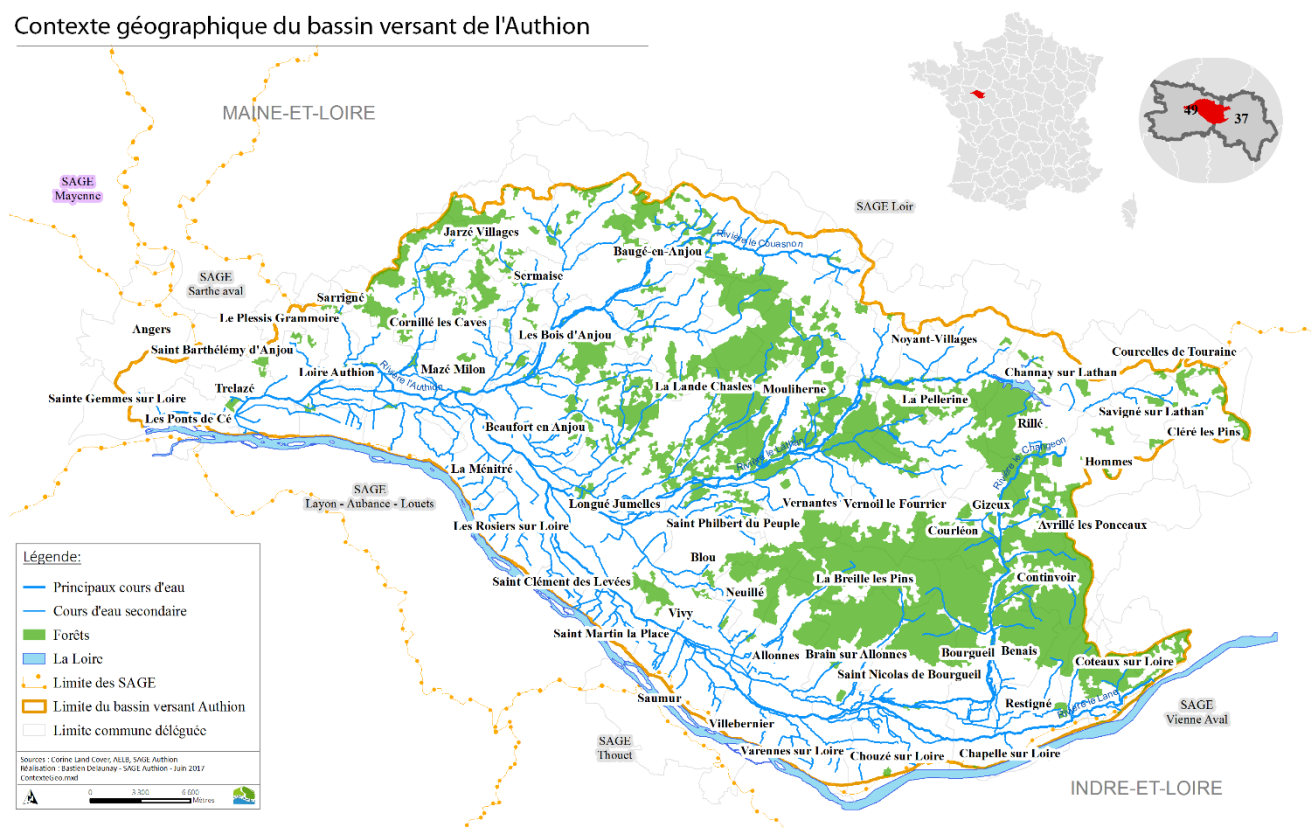 Contexte géographique du bassin versant de l'Authion
MAINE-ET-LOIRE
49
37
SAGE
Mayenne
SAGE Loir
Jarzé Villages
Rivière le Couasnon
Baugé-en-Anjou
SAGE
Sarthe aval
Sermaise
Sarrigné
Le Plessis Grammoire
Cornillé les Caves
Angers
Les Bois d'Anjou
Noyant-Villages
Saint Barthélémy d'Anjou
Courcelles de Touraine
Loire Authion
Rivière l'Authion
Mazé Milon
Channay sur Lathan
Trelazé
La Lande Chasles
Mouliherne
Sainte Gemmes sur Loire
La Pellerine
Savigné sur Lathan
Les Ponts de Cé
Rillé
Beaufort en Anjou
Cléré les Pins
Rivière le Lathan
Rivière le Changeon
Hommes
La Ménitré
SAGE
Layon - Aubance - Louets
Longué Jumelles
Vernantes
Vernoil le Fourrier
Gizeux
Les Rosiers sur Loire
Saint Philbert du Peuple
Courléon
Avrillé les Ponceaux
Blou
Saint Clément des Levées
La Breille les Pins
Continvoir
Neuillé
Vivy
Saint Martin la Place
Allonnes
Brain sur Allonnes
Bourgueil
Benais
Coteaux sur Loire
Saint Nicolas de Bourgueil
Saumur
Restigné
Rivière le Lane
SAGE
Vienne Aval
Villebernier
SAGE
Thouet
Varennes sur Loire
Chouzé sur Loire
Chapelle sur Loire
INDRE-ET-LOIRE
Légende:
Principaux cours d'eau
Cours d'eau secondaire
Forêts
La Loire
Limite des SAGE
Limite du bassin versant Authion
Limite commune déléguée
Sources : Corine Land Cover, AELB, SAGE Authion
Réalisation : Bastien Delaunay - SAGE Authion - Juin 2017
ContexteGeo.mxd
0 3 300 6 600
Mètres